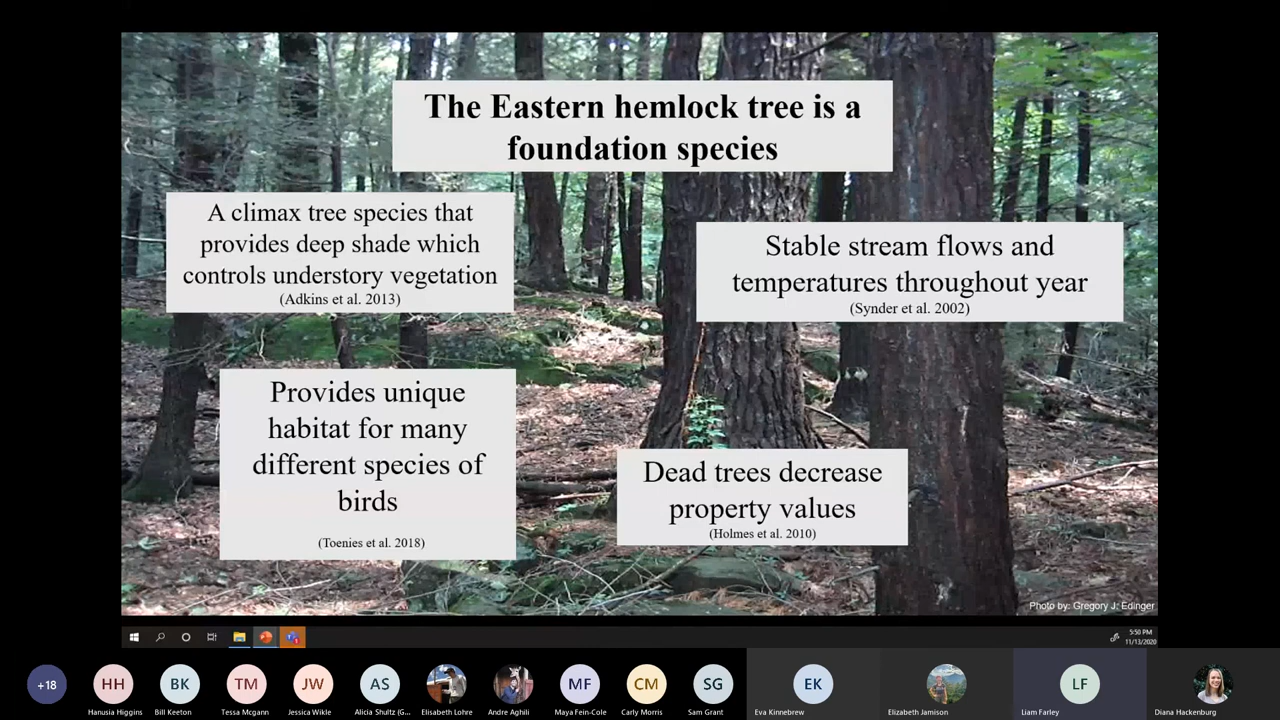 The Eastern hemlock tree is a
foundation species
A climax tree species that
provides deep shade which
controls understory vegetation
(Adkins et al. 2013)
Stable stream flows and
temperatures throughout year
(Synder et al. 2002)
Provides unique
habitat for many
different species of
birds
(Toenies et al. 2018)
Dead trees decrease
property values
(Holmes et al. 2010)
Photo by: Gregory J. Edinger
5:50 PM
11/13/2020
+18
HH
BK
TM
JW
AS
MF
CM
SG
EK
LF
Hanusia Higgins
Bill Keeton
Tessa Mcgann
Jessica Wikle
Alicia Shultz (G...
Elisabeth Lohre
Andre Aghili
Maya Fein-Cole
Carly Morris
Sam Grant
Eva Kinnebrew
Elizabeth Jamison
Liam Farley
Diana Hackenburg